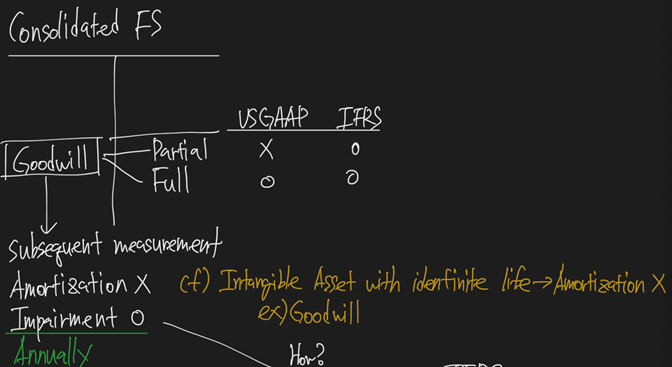 Consolidated FS
USGAAP IFRS
Goodwill Partial X O
Full O O
Subsequent measurement
Amortization X (cf) Intangible Asset with idenfinite life→Amortization X
ex) Goodwill
Impairment O
Annually
How?
IFRS